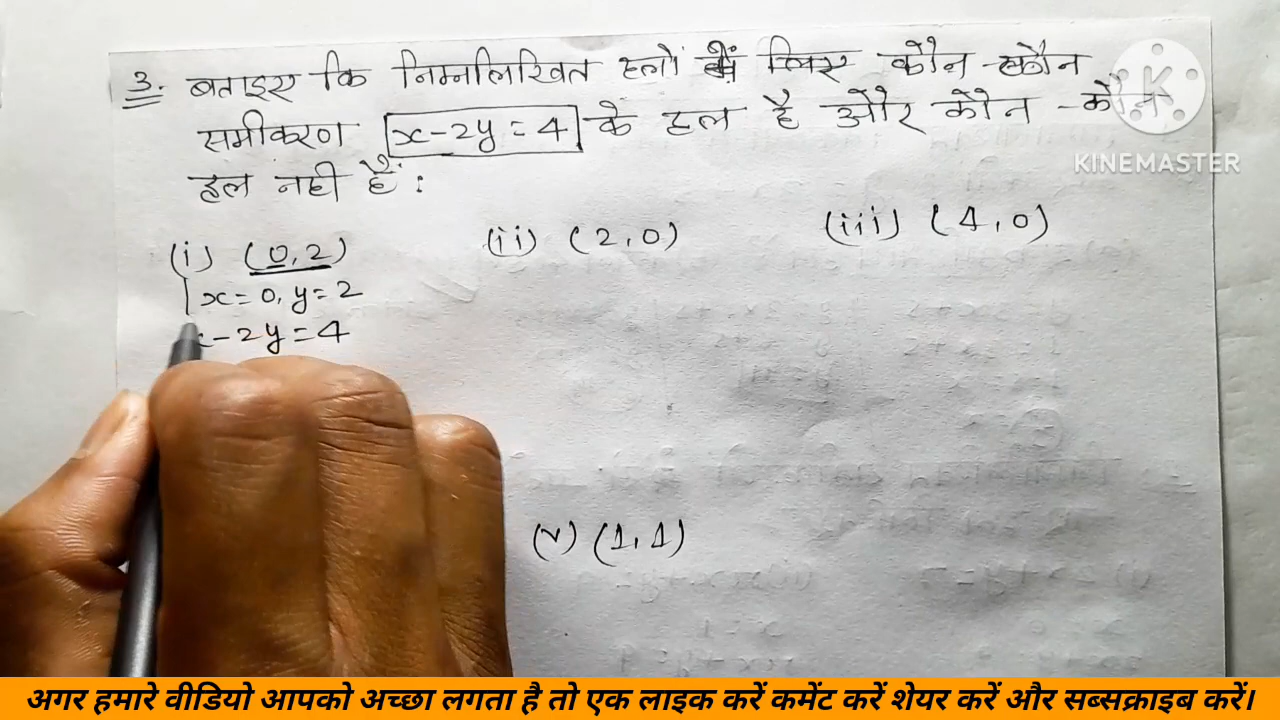 3. बताइए कि निम्नलिखित हलों में लिए कौन-कौन
समीकरण x-2y=4 के हल है और कौन-कौन
हल नही है :
(i) (0,2) (ii) (2,0) (iii) (4,0)
x=0, y=2
x-2y=4
(v) (1,1)
KINEMASTER
अगर हमारे वीडियो आपको अच्छा लगता है तो एक लाइक करें कमेंट करें शेयर करें और सब्सक्राइब करें।